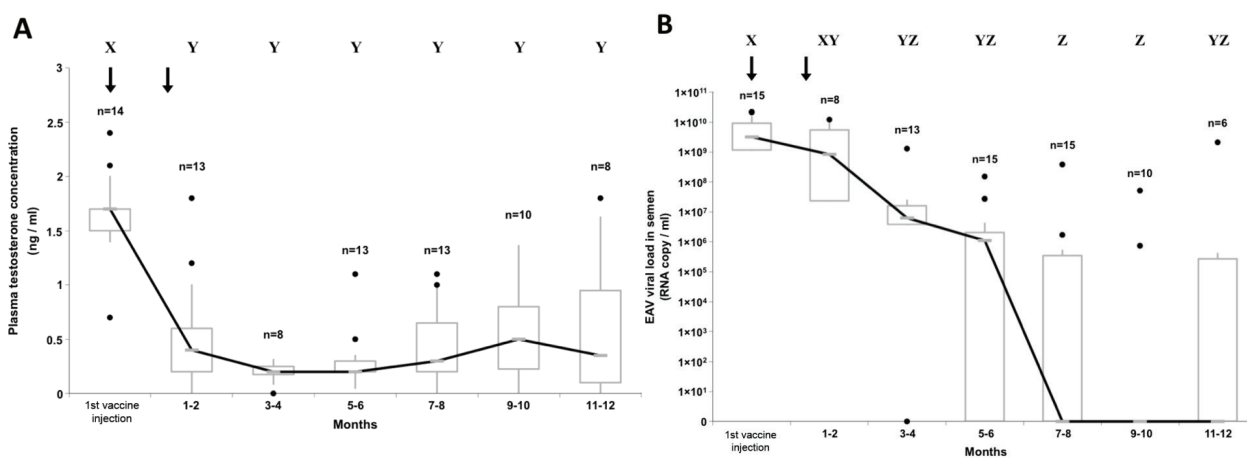 A
X Y Y Y Y Y Y
Plasma testosterone concentration
(ng / ml)
3
2.5
2
1.5
1
0.5
0
n=14
n=13
n=8
n=13
n=13
n=10
n=8
1st vaccine
injection
1-2 3-4 5-6 7-8 9-10 11-12
Months
B
X XY YZ YZ Z Z YZ
EAV viral load in semen
(RNA copy / ml)
1×10¹¹
1×10¹⁰
1×10⁹
1×10⁸
1×10⁷
1×10⁶
1×10⁵
1×10⁴
1×10³
1×10²
1×10¹
0
n=15
n=8
n=13
n=15
n=15
n=10
n=6
1st vaccine
injection
1-2 3-4 5-6 7-8 9-10 11-12
Months